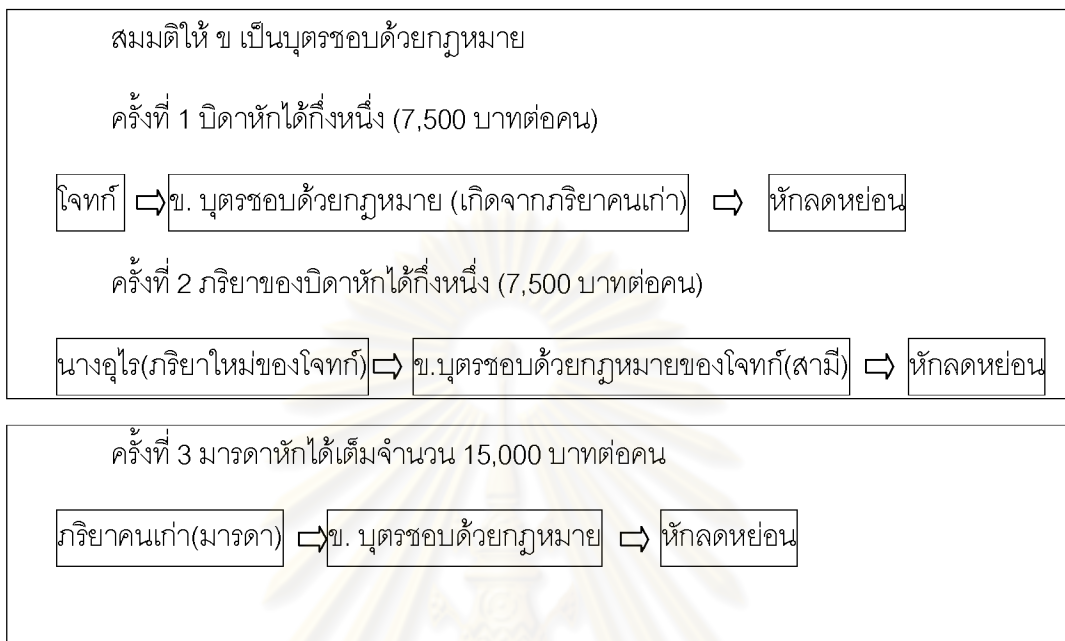 สมมติให้ ข เป็นบุตรชอบด้วยกฎหมาย
ครั้งที่ 1 บิดาหักได้กึ่งหนึ่ง (7,500 บาทต่อคน)
โจทก์ ⇨ ข. บุตรชอบด้วยกฎหมาย (เกิดจากภริยาคนเก่า) ⇨ หักลดหย่อน
ครั้งที่ 2 ภริยาของบิดาหักได้กึ่งหนึ่ง (7,500 บาทต่อคน)
นางอุไร(ภริยาใหม่ของโจทก์) ⇨ ข.บุตรชอบด้วยกฎหมายของโจทก์(สามี) ⇨ หักลดหย่อน
ครั้งที่ 3 มารดาหักได้เต็มจำนวน 15,000 บาทต่อคน
ภริยาคนเก่า(มารดา) ⇨ ข. บุตรชอบด้วยกฎหมาย ⇨ หักลดหย่อน